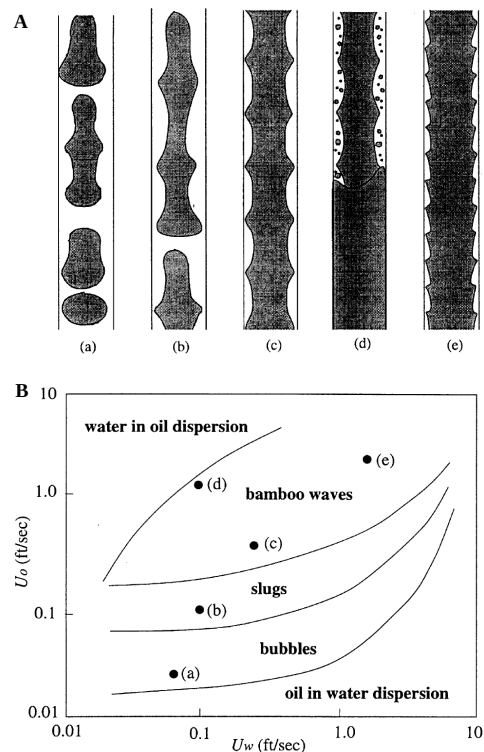 A
(a) (b) (c) (d) (e)
B
10
water in oil dispersion
(e)
bamboo waves
(d)
1.0
(c)
Uo (ft/sec)
slugs
(b)
0.1
bubbles
(a)
oil in water dispersion
0.01
0.01 0.1 1.0 10
Uw (ft/sec)